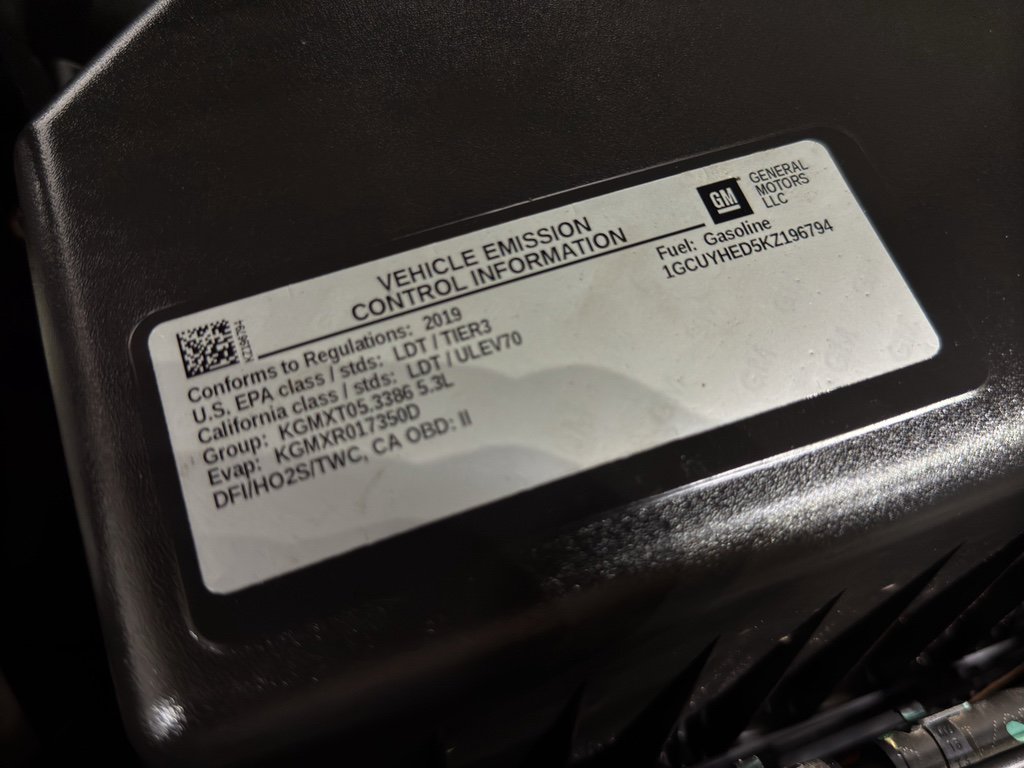 VEHICLE EMISSION
CONTROL INFORMATION
GM
GENERAL
MOTORS
LLC
Fuel: Gasoline
1GCUYHED5KZ196794
KZ196794
Conforms to Regulations: 2019
U.S. EPA class / stds: LDT / TIER3
California class / stds: LDT / ULEV70
Group: KGMXT05.3386 5.3L
Evap: KGMXR017350D
DFI/HO2S/TWC, CA OBD: II